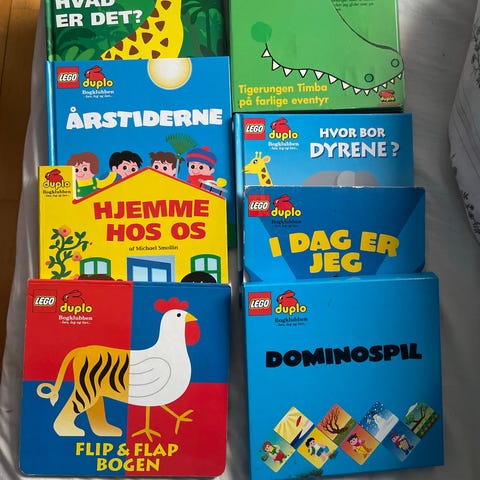 HVAD
ER DET?
Tigerungen Timba
på farlige eventyr
LEGO duplo
Bogklubben
ÅRSTIDERNE
LEGO duplo
Bogklubben
HVOR BOR
DYRENE?
LEGO duplo
Bogklubben
HJEMME
HOS OS
af Michael Smollin
LEGO duplo
Bogklubben
I DAG ER
JEG
LEGO duplo
Bogklubben
FLIP & FLAP
BOGEN
LEGO duplo
Bogklubben
DOMINOSPIL